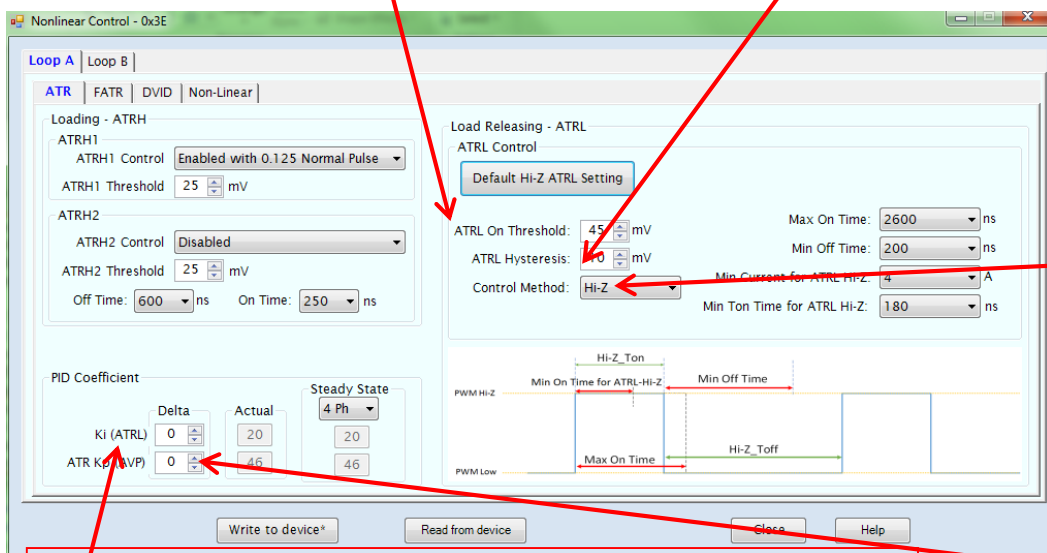 Nonlinear Control - 0x3E
Loop A Loop B
ATR FATR DVID Non-Linear
Loading - ATRH
ATRH1
ATRH1 Control Enabled with 0.125 Normal Pulse
ATRH1 Threshold 25 mV
ATRH2
ATRH2 Control Disabled
ATRH2 Threshold 25 mV
Off Time: 600 ns On Time: 250 ns
Load Releasing - ATRL
ATRL Control
Default Hi-Z ATRL Setting
ATRL On Threshold: 45 mV
ATRL Hysteresis: 10 mV
Control Method: Hi-Z
Max On Time: 2600 ns
Min Off Time: 200 ns
Min Current for ATRL Hi-Z: 4 A
Min Ton Time for ATRL Hi-Z: 180 ns
PID Coefficient
Delta Actual Steady State
4 Ph
Ki (ATRL) 0 20 20
ATR Kp (AVP) 0 46 46
Hi-Z_Ton
Min On Time for ATRL-Hi-Z Min Off Time
PWM Hi-Z
Max On Time Hi-Z_Toff
PWM Low
Write to device* Read from device Close Help